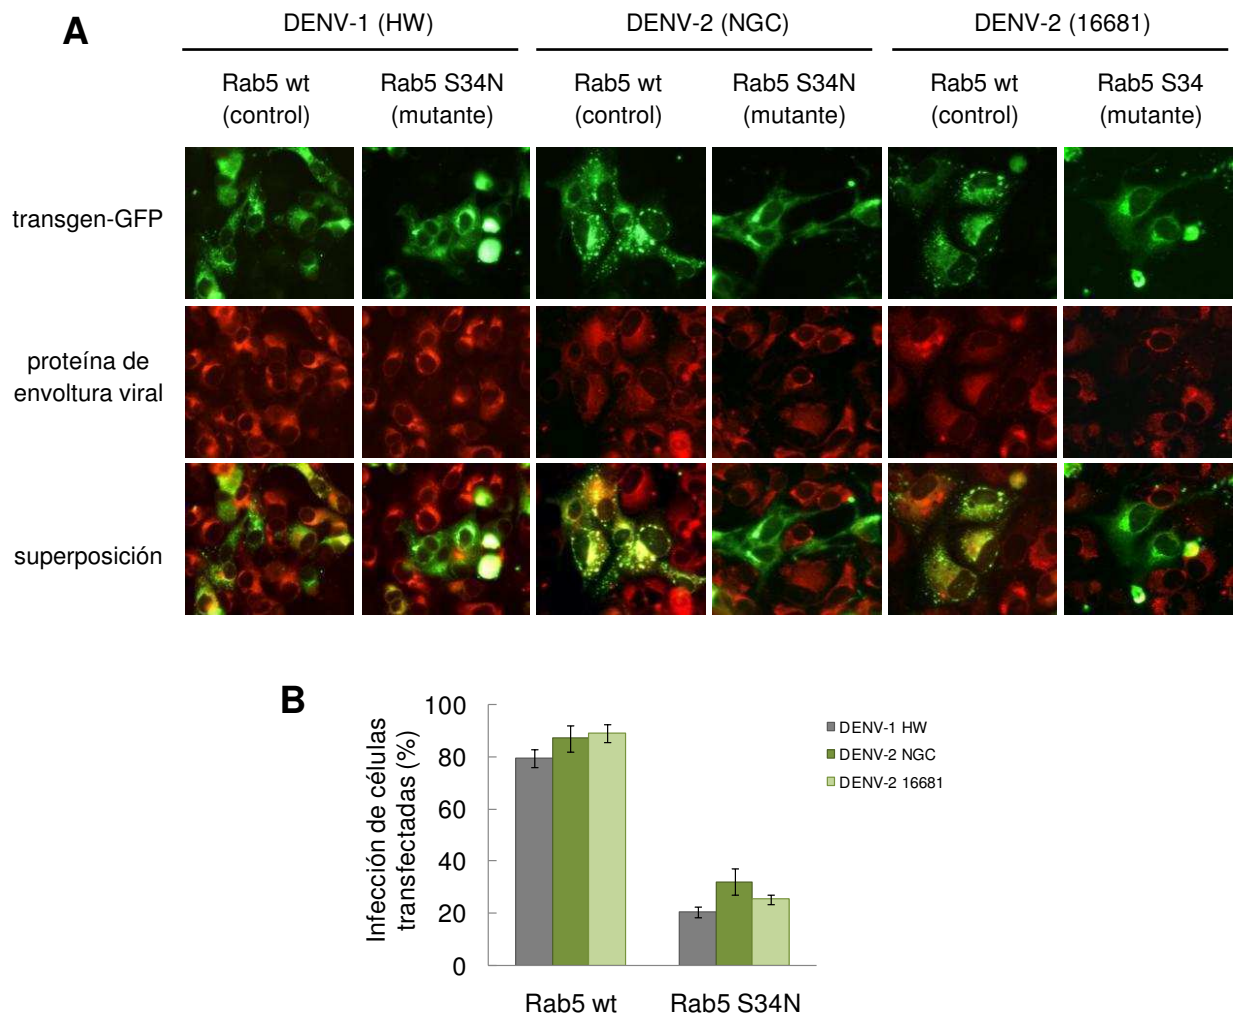 A
DENV-1 (HW)
DENV-2 (NGC)
DENV-2 (16681)
Rab5 wt
(control)
Rab5 S34N
(mutante)
Rab5 wt
(control)
Rab5 S34N
(mutante)
Rab5 wt
(control)
Rab5 S34
(mutante)
transgen-GFP
proteína de
envoltura viral
superposición
B
Infección de células
transfectadas (%)
100
80
60
40
20
0
Rab5 wt
Rab5 S34N
DENV-1 HW
DENV-2 NGC
DENV-2 16681